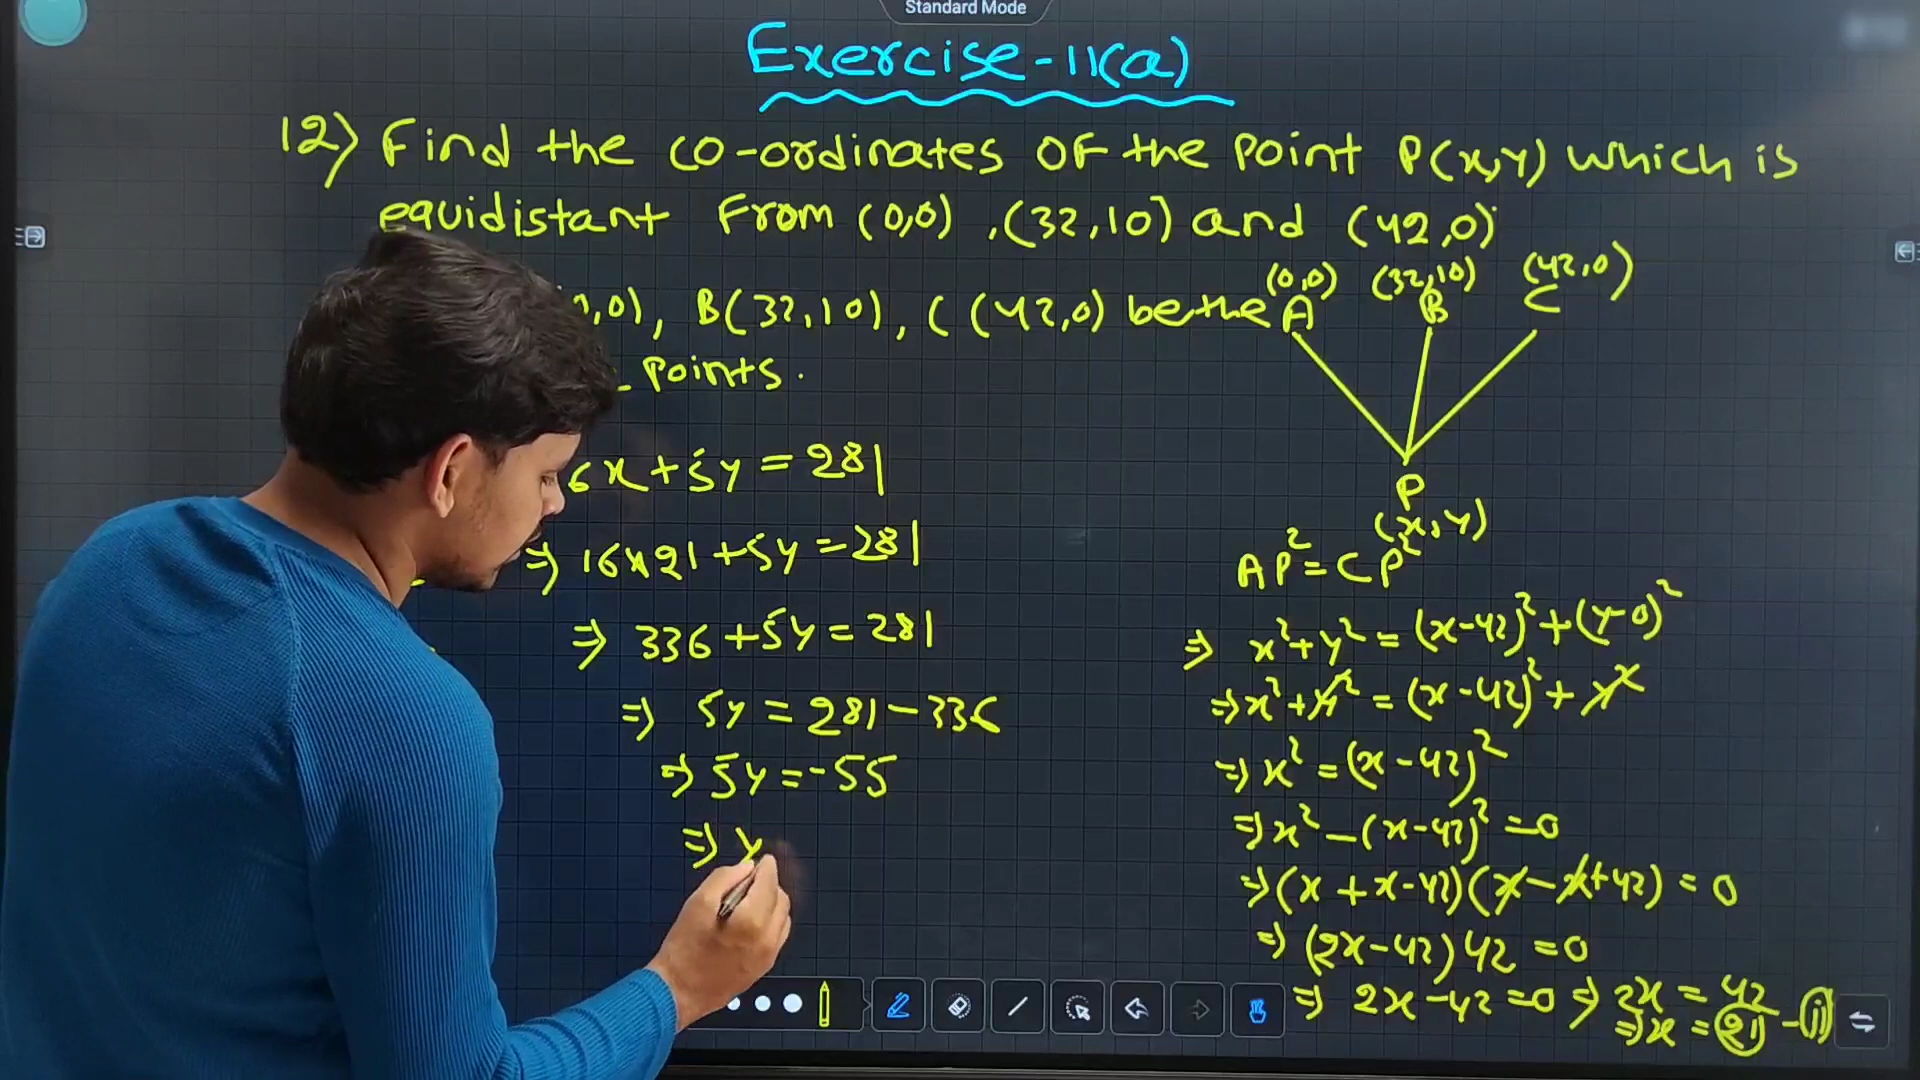 Standard Mode
Exercise-11(a)
12) Find the co-ordinates of the point P(x,y) which is
equidistant from (0,0), (32,10) and (42,0)
,0), B(32,10), C (42,0) be the
points.
(0,0) (32,10) (42,0)
A B C
P
(x,y)
6x+5y=281
⇒ 16×21+5y=281
⇒ 336+5y=281
⇒ 5y=281-336
⇒ 5y=-55
⇒ y
AP²=CP²
⇒ x²+y²=(x-42)²+(y-0)²
⇒ x²+y²=(x-42)²+y²
⇒ x²=(x-42)²
⇒ x²-(x-42)²=0
⇒ (x+x-42)(x-x+42)=0
⇒ (2x-42)42=0
⇒ 2x-42=0 ⇒ 2x=42
⇒ x=21 -(i)